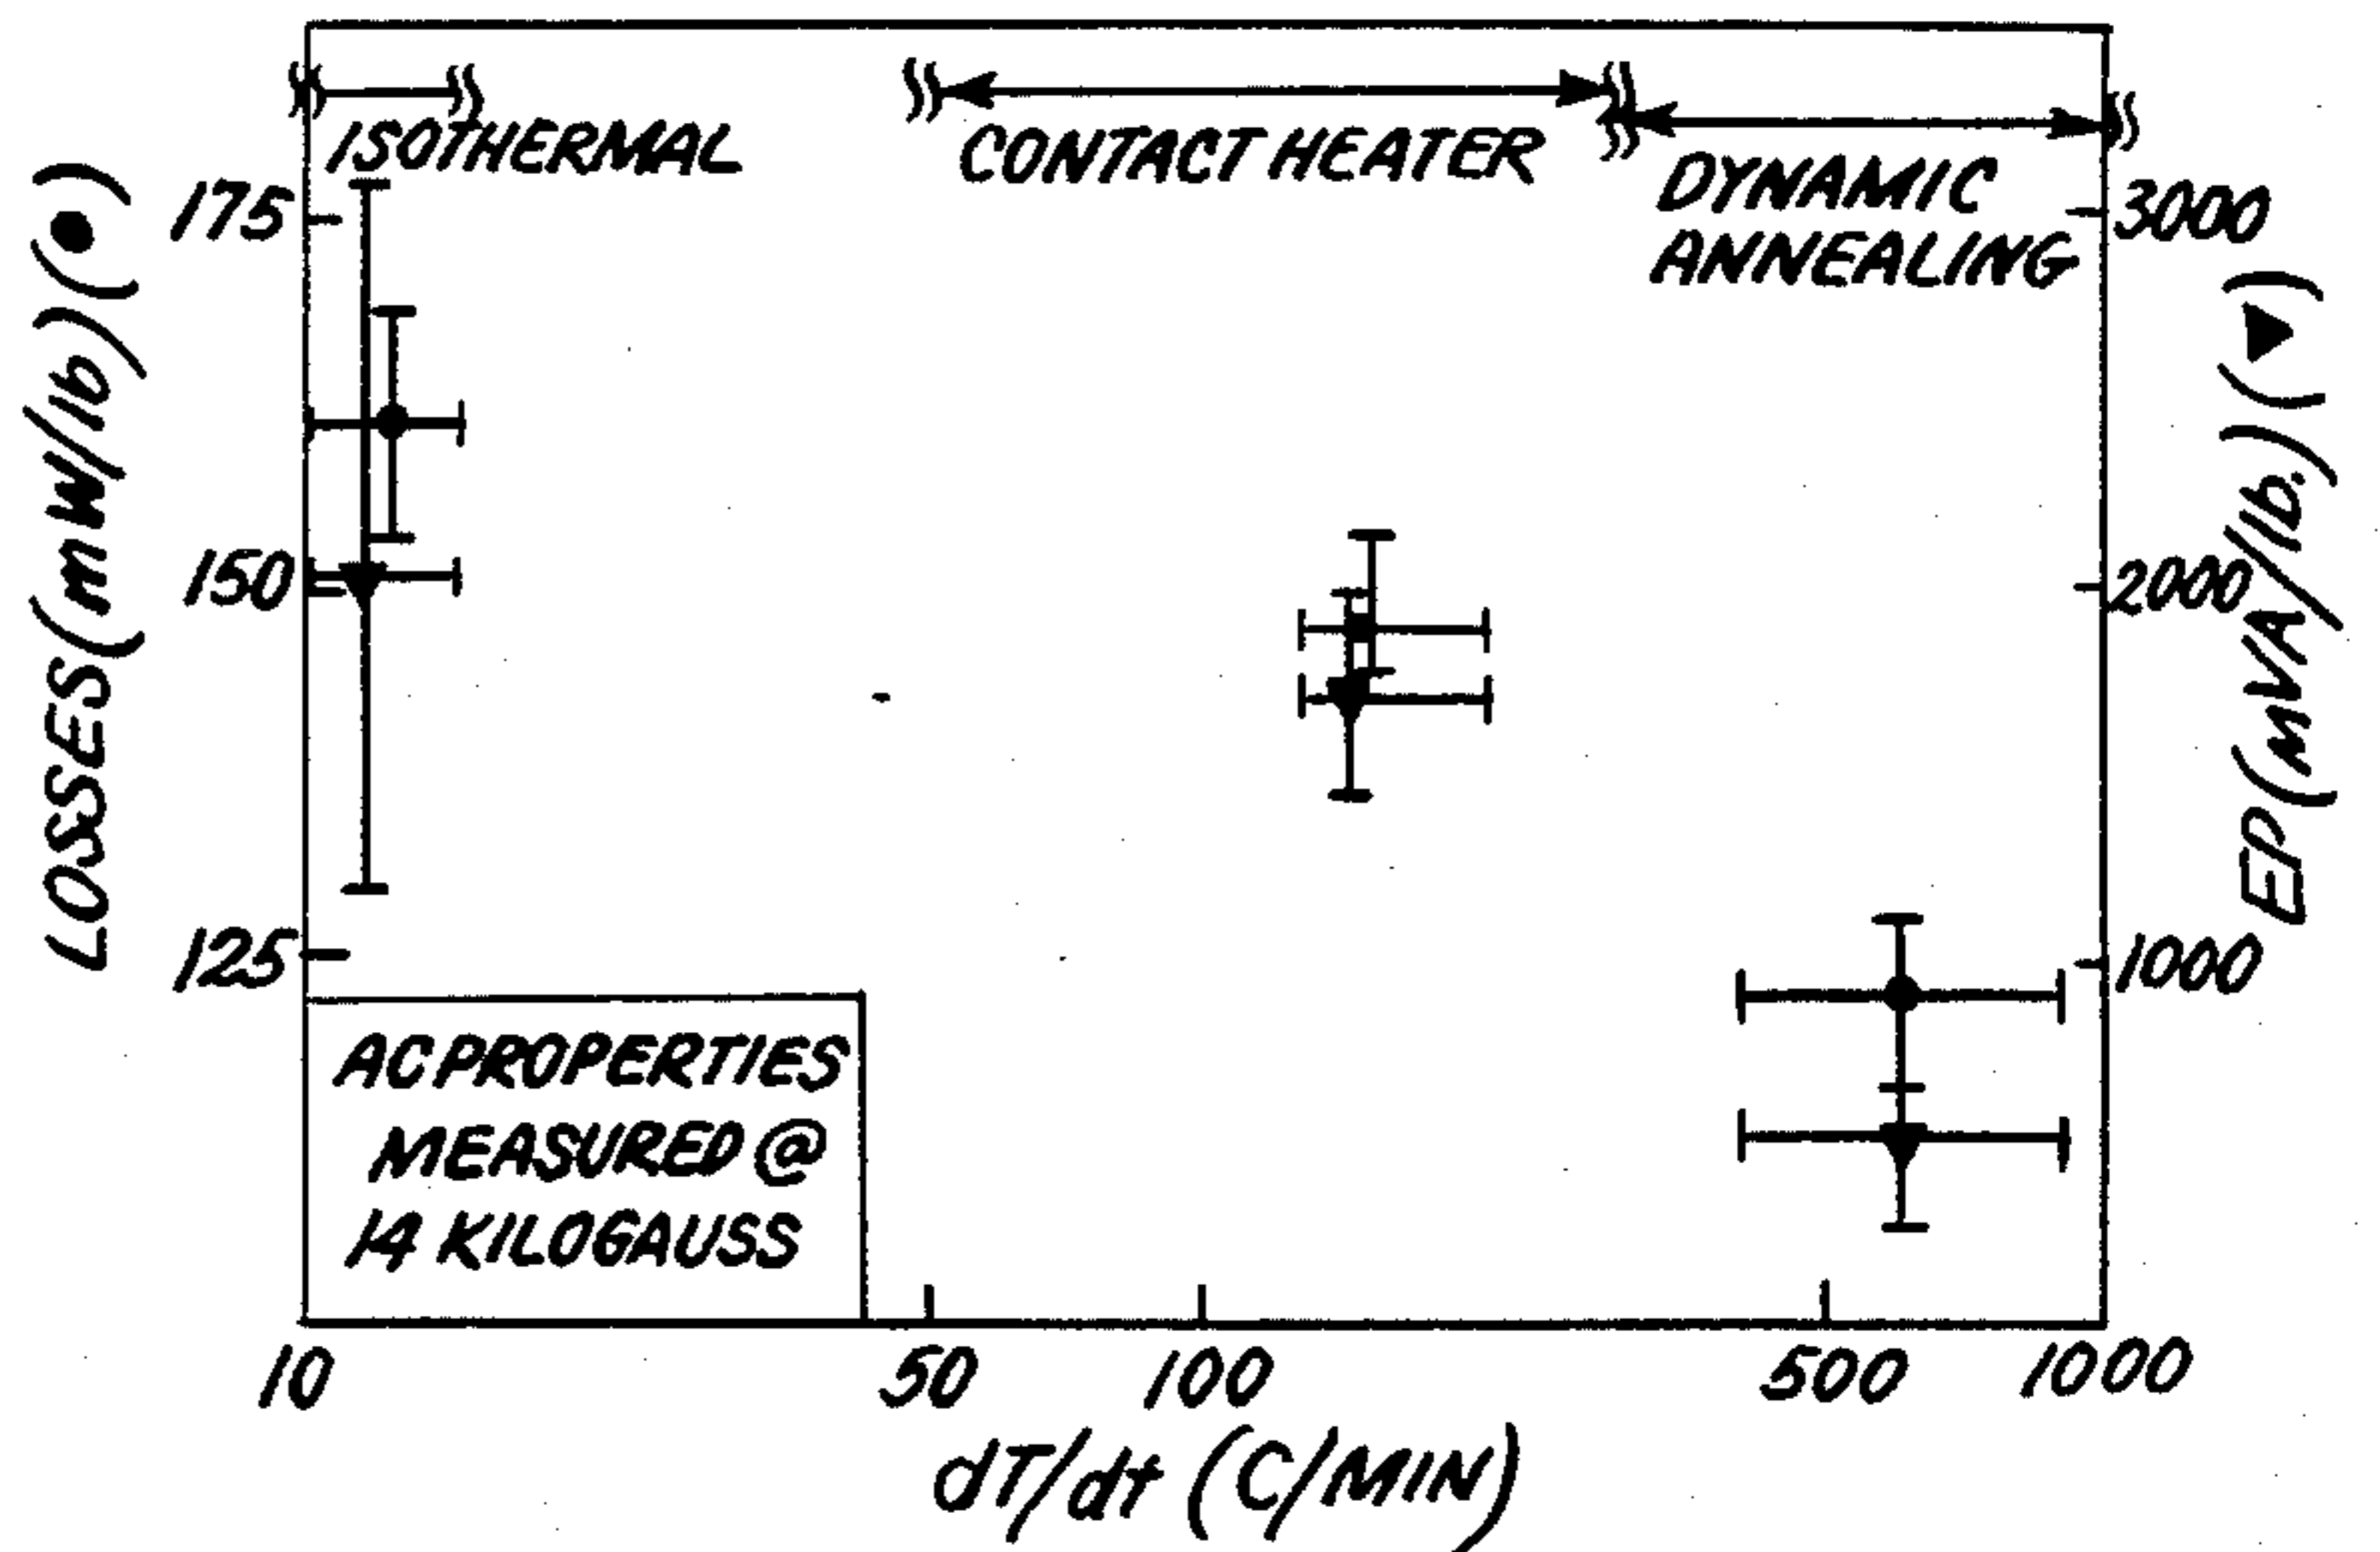 ISOTHERMAL
CONTACT HEATER
DYNAMIC
ANNEALING
LOSSES (mW/lb) (●)
175
150
125
3000
2000
1000
EP (mVA/lb.) (▼)
AC PROPERTIES
MEASURED @
14 KILOGAUSS
10
50
100
500
1000
dT/dt (C/MIN)